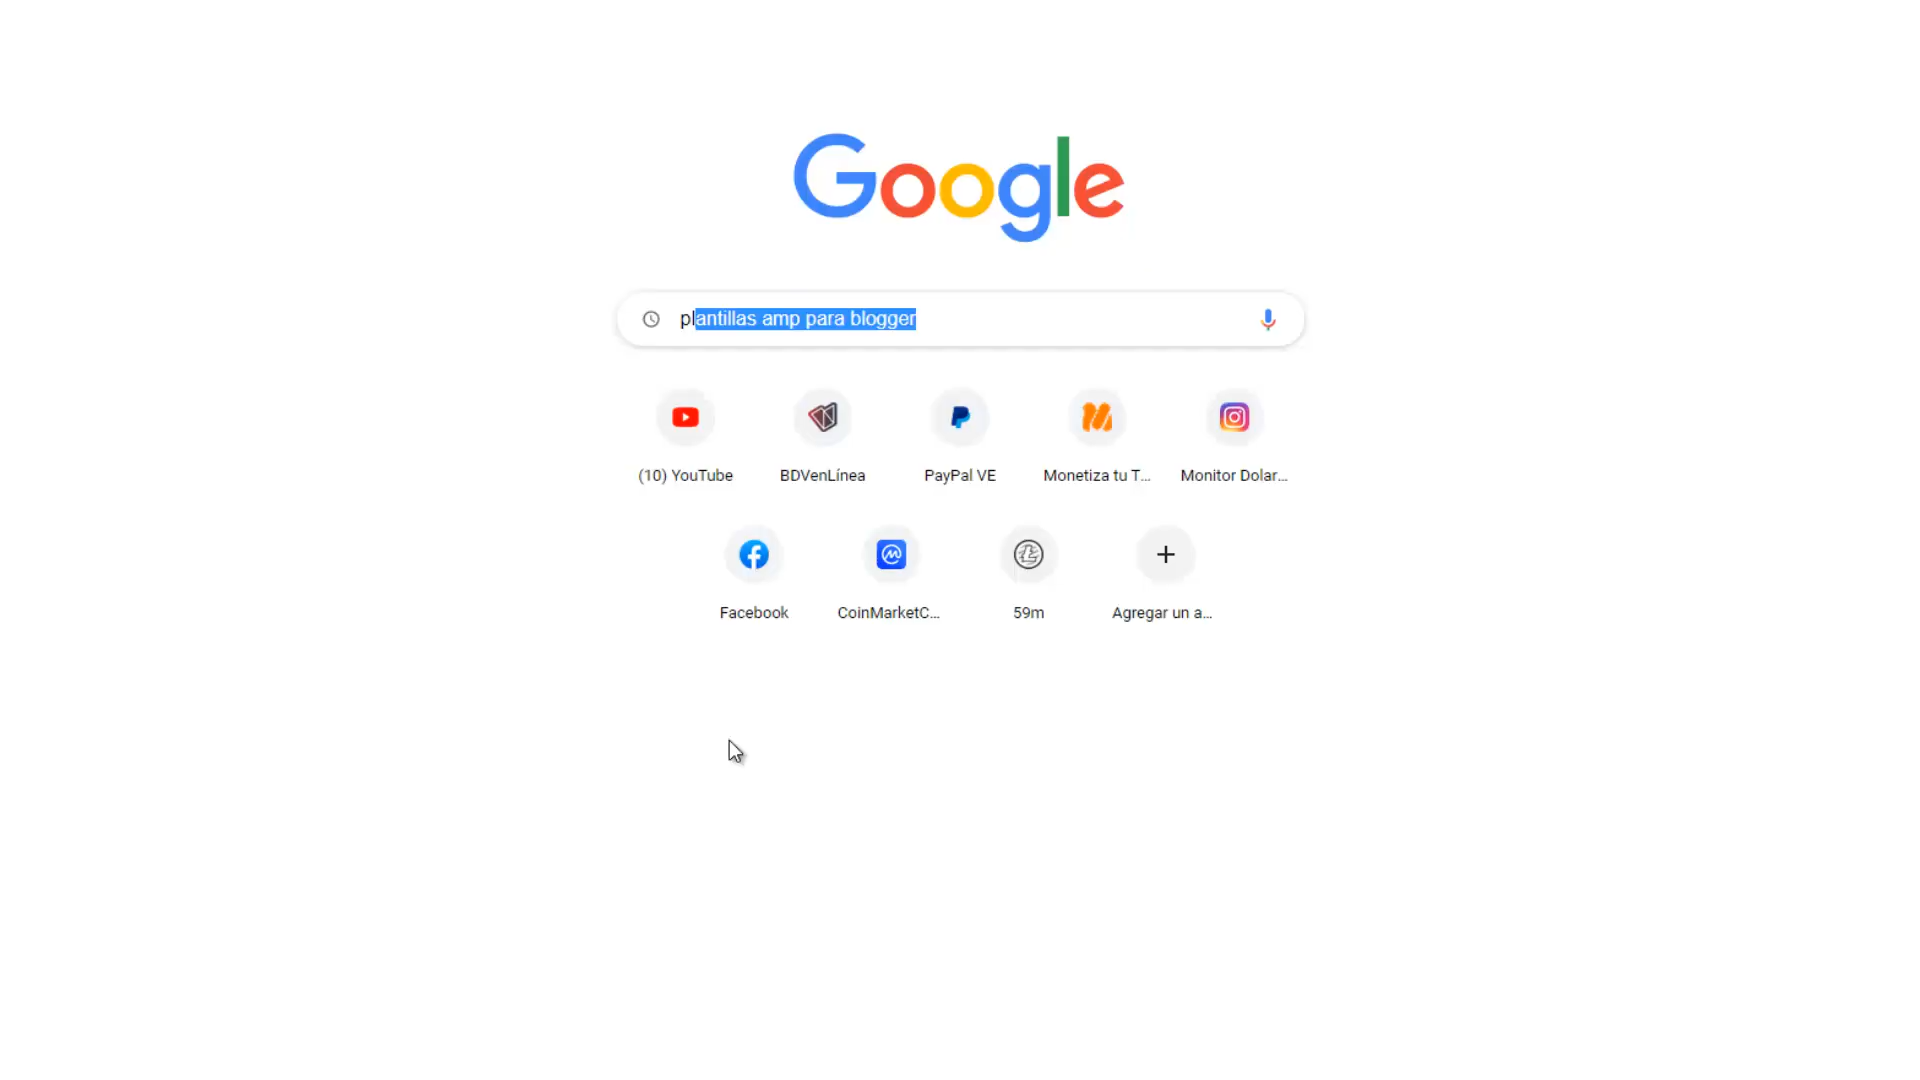 Google
plantillas amp para blogger
(10) YouTube
BDVenLínea
PayPal VE
Monetiza tu T...
Monitor Dolar...
Facebook
CoinMarketC...
59m
Agregar un a...